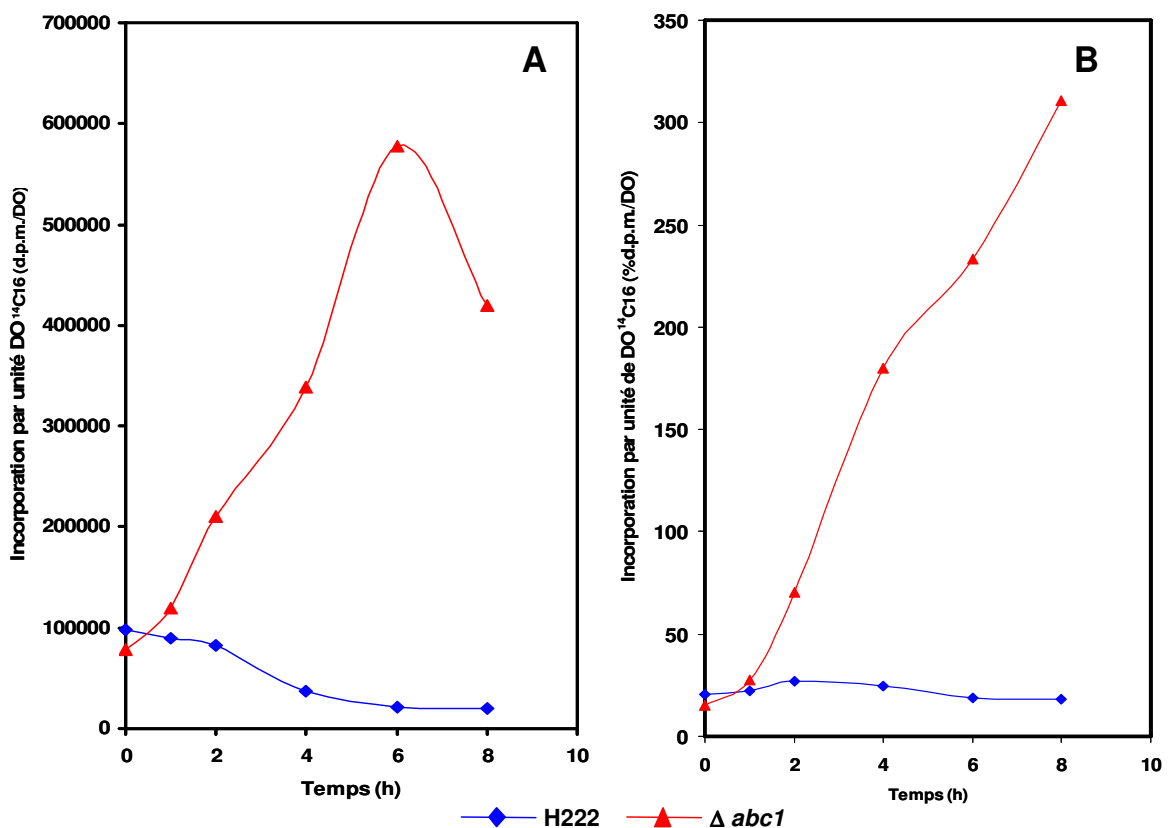 A
Incorporation par unité DO ¹⁴C16 (d.p.m./DO)
700000
600000
500000
400000
300000
200000
100000
0
0 2 4 6 8 10
Temps (h)
B
Incorporation par unité de DO¹⁴C16 (%d.p.m./DO)
350
300
250
200
150
100
50
0
0 2 4 6 8 10
Temps (h)
H222
Δ abc1